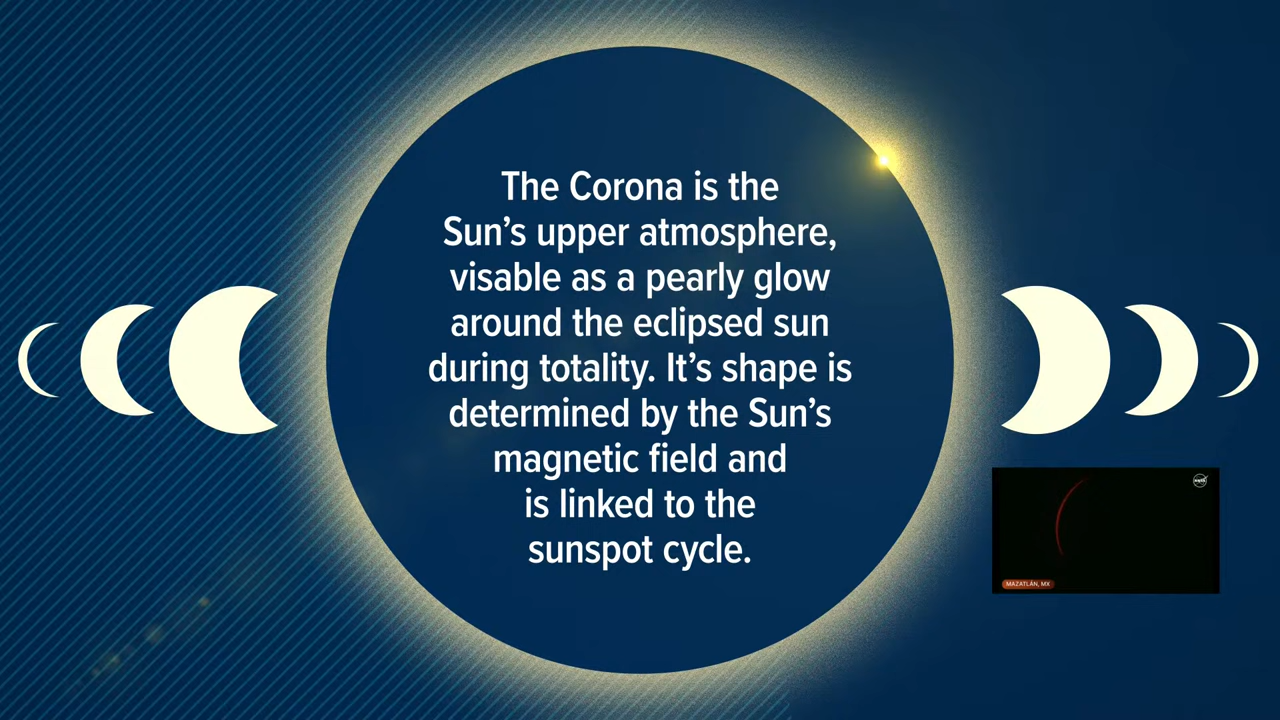 The Corona is the
Sun’s upper atmosphere,
visable as a pearly glow
around the eclipsed sun
during totality. It’s shape is
determined by the Sun’s
magnetic field and
is linked to the
sunspot cycle.
NASA
MAZATLÁN, MX